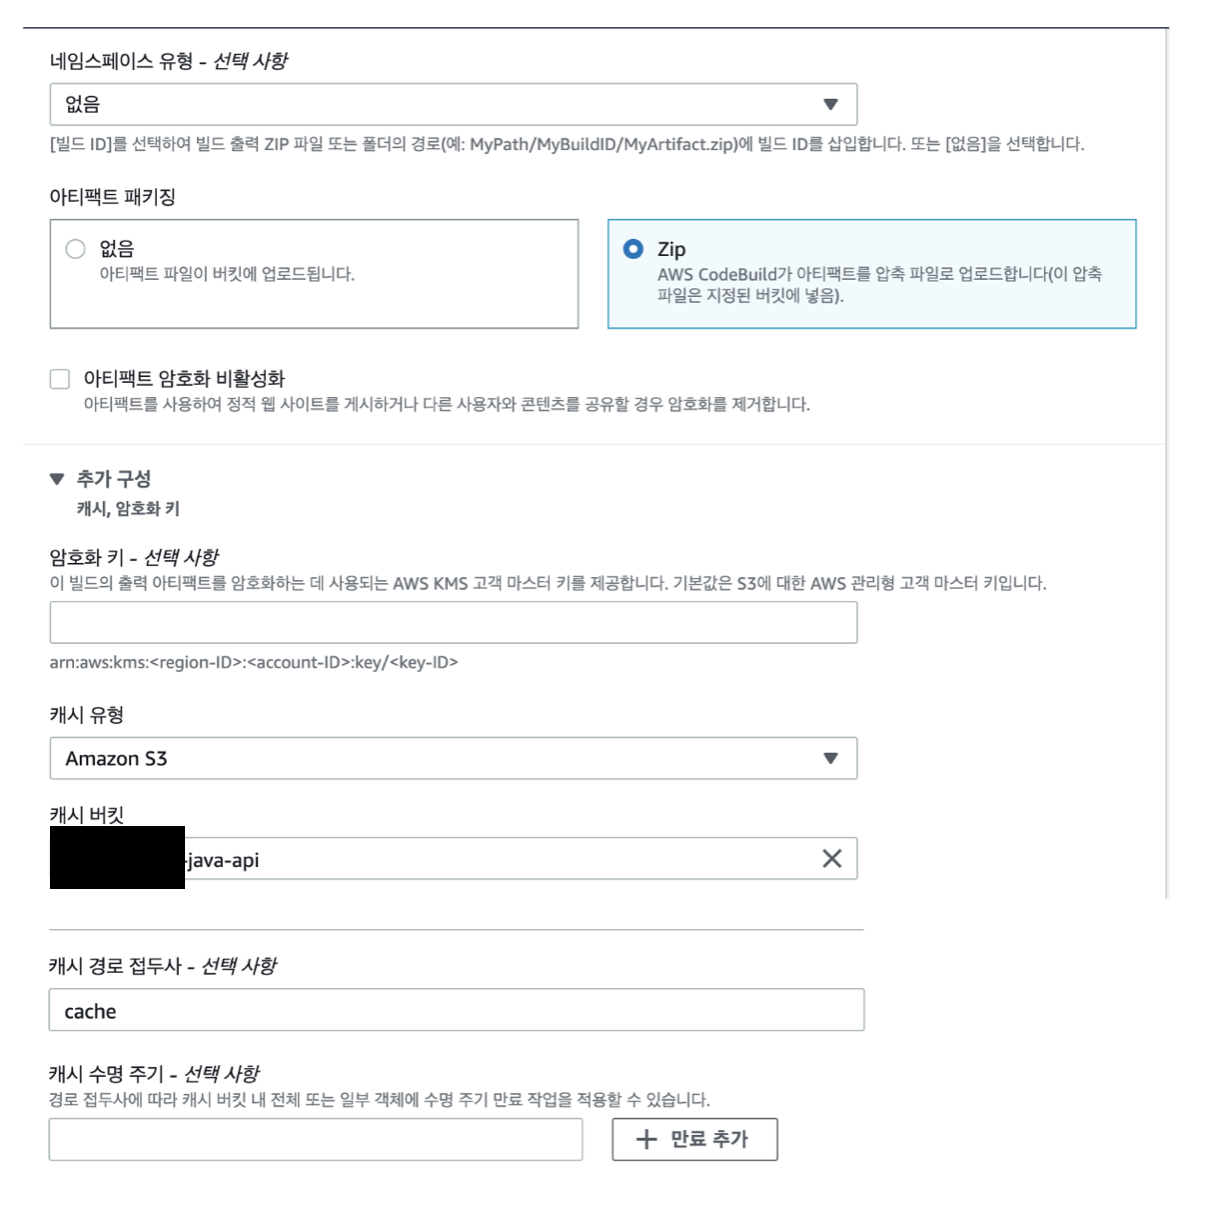 네임스페이스 유형 - 선택 사항
없음
[빌드 ID]를 선택하여 빌드 출력 ZIP 파일 또는 폴더의 경로(예: MyPath/MyBuildID/MyArtifact.zip)에 빌드 ID를 삽입합니다. 또는 [없음]을 선택합니다.
아티팩트 패키징
없음
아티팩트 파일이 버킷에 업로드됩니다.
Zip
AWS CodeBuild가 아티팩트를 압축 파일로 업로드합니다(이 압축
파일은 지정된 버킷에 넣음).
아티팩트 암호화 비활성화
아티팩트를 사용하여 정적 웹 사이트를 게시하거나 다른 사용자와 콘텐츠를 공유할 경우 암호화를 제거합니다.
추가 구성
캐시, 암호화 키
암호화 키 - 선택 사항
이 빌드의 출력 아티팩트를 암호화하는 데 사용되는 AWS KMS 고객 마스터 키를 제공합니다. 기본값은 S3에 대한 AWS 관리형 고객 마스터 키입니다.
arn:aws:kms:<region-ID>:<account-ID>:key/<key-ID>
캐시 유형
Amazon S3
캐시 버킷
-java-api
캐시 경로 접두사 - 선택 사항
cache
캐시 수명 주기 - 선택 사항
경로 접두사에 따라 캐시 버킷 내 전체 또는 일부 객체에 수명 주기 만료 작업을 적용할 수 있습니다.
만료 추가